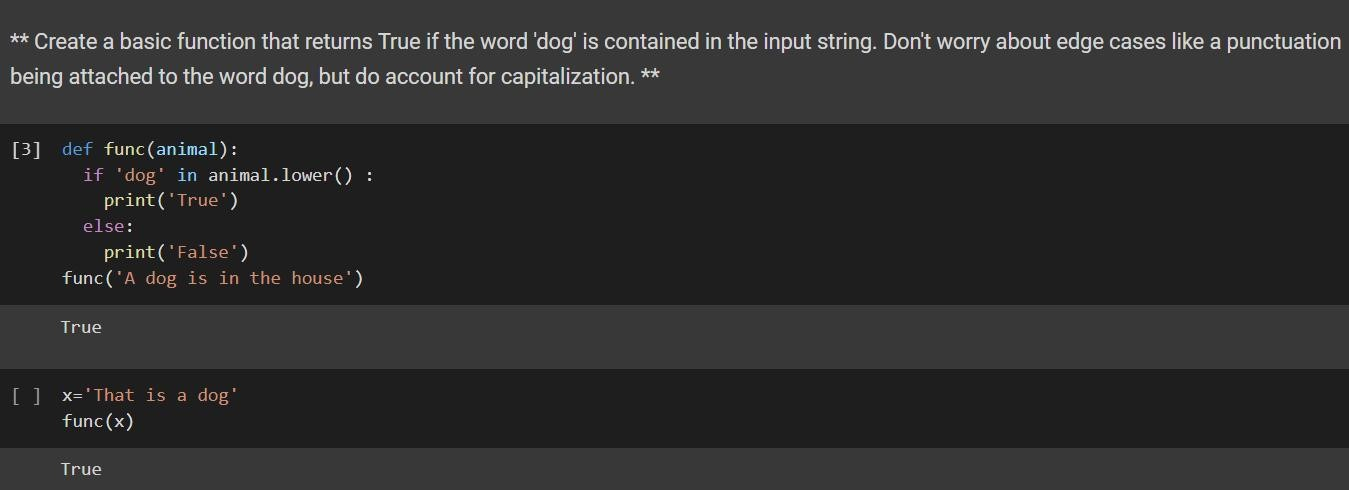 ** Create a basic function that returns True if the word 'dog' is contained in the input string. Don't worry about edge cases like a punctuation
being attached to the word dog, but do account for capitalization. **
[3] def func(animal):
if 'dog' in animal.lower() :
print('True')
else:
print('False')
func('A dog is in the house')
True
[ ] x='That is a dog'
func(x)
True